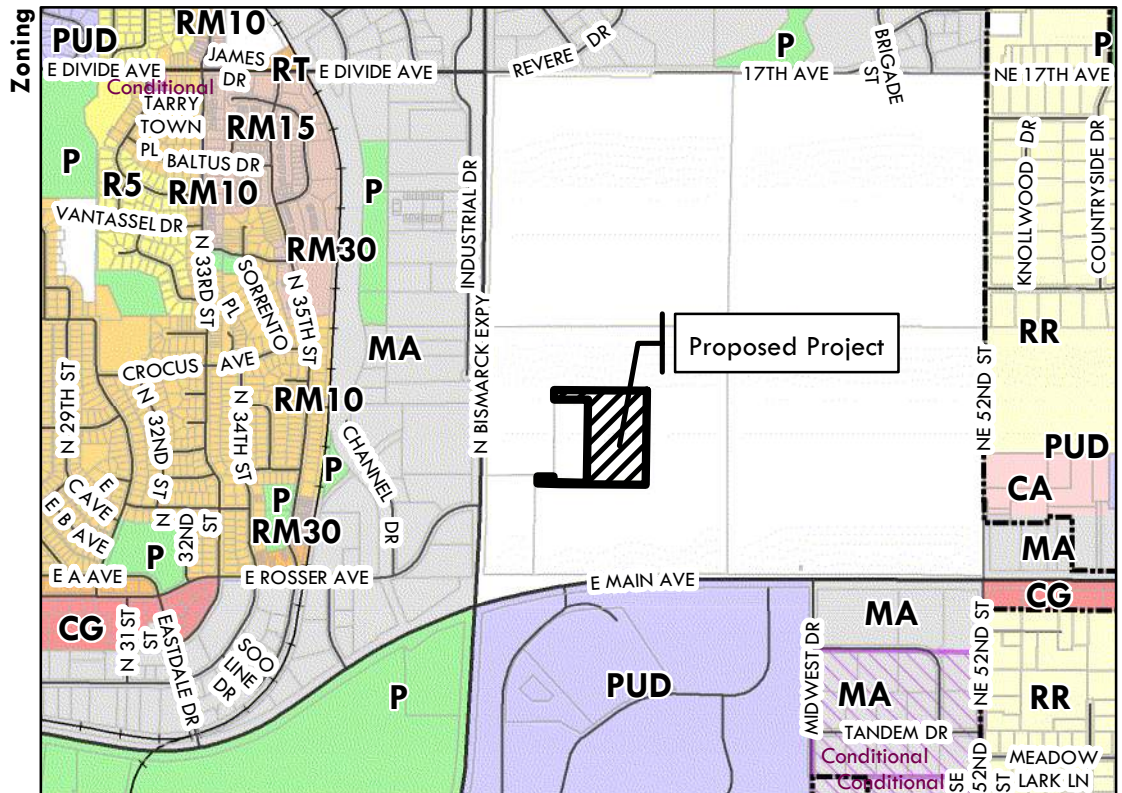 Zoning
RM10
PUD
JAMES
DR
E DIVIDE AVE
RT
E DIVIDE AVE
REVERE DR
P
17TH AVE
BRIGADE
ST
P
NE 17TH AVE
Conditional
TARRY
TOWN
PL
RM15
BALTUS DR
P
R5
RM10
P
KNOLLWOOD DR
COUNTRYSIDE DR
VANTASSEL DR
N 33RD ST
PL
SORRENTO
RM30
N 35TH ST
INDUSTRIAL DR
N BISMARCK EXPY
MA
Proposed Project
NE 52ND ST
RR
CROCUS AVE
N 29TH ST
N 32ND ST
N 34TH ST
RM10
CHANNEL DR
PUD
CA
E
C AVE
E B AVE
P
N
32ND
ST
P
P
RM30
MA
E A AVE
E ROSSER AVE
E MAIN AVE
CG
CG
N 31 ST
ST
EASTDALE DR
SOO
LINE
DR
P
PUD
MIDWEST DR
MA
NE 52ND ST
MA
RR
TANDEM DR
Conditional
Conditional
SE
52ND
ST
MEADOW
LARK LN